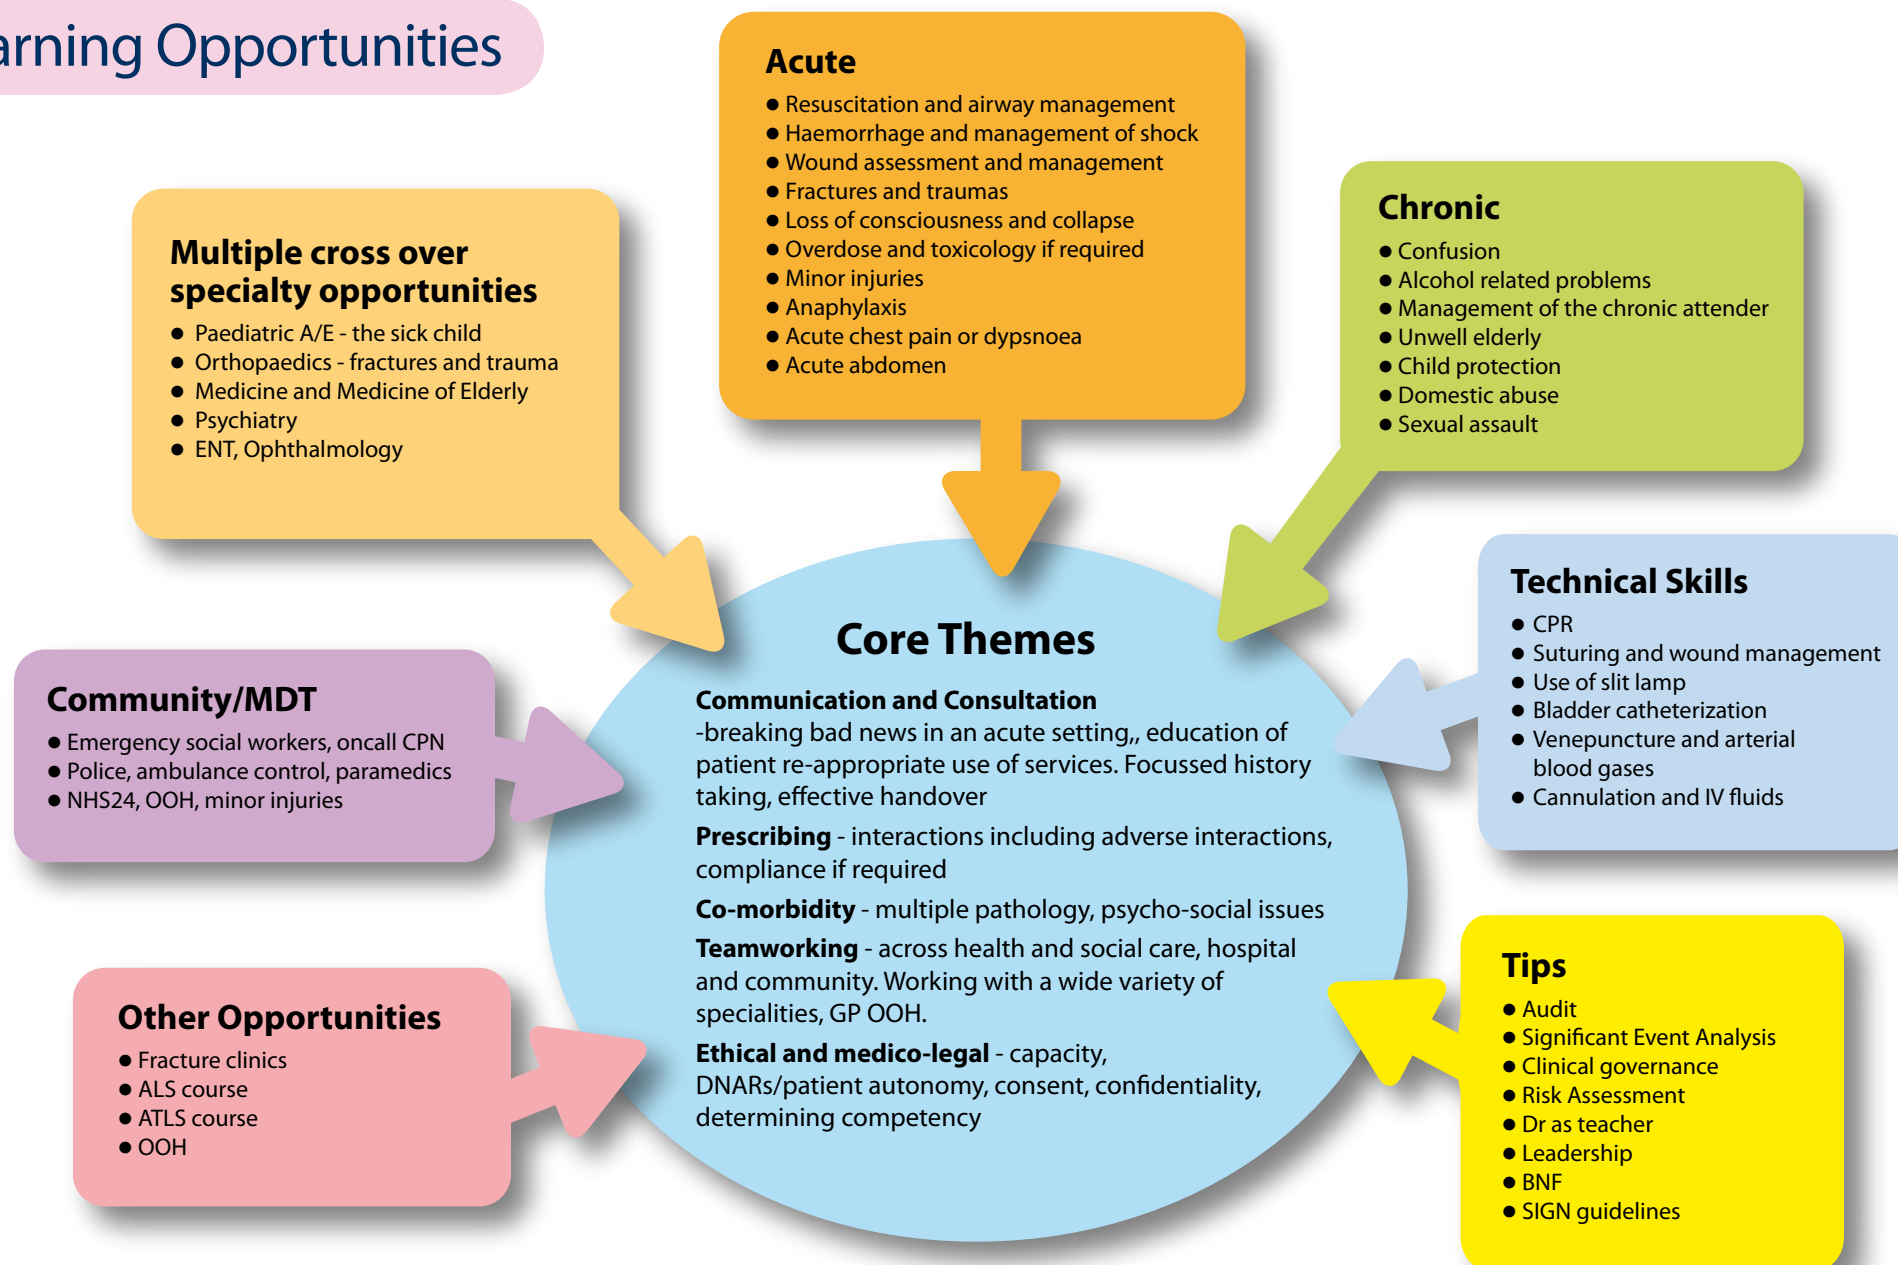 arning Opportunities
Acute
● Resuscitation and airway management
● Haemorrhage and management of shock
● Wound assessment and management
● Fractures and traumas
● Loss of consciousness and collapse
● Overdose and toxicology if required
● Minor injuries
● Anaphylaxis
● Acute chest pain or dypsnoea
● Acute abdomen
Multiple cross over
specialty opportunities
● Paediatric A/E - the sick child
● Orthopaedics - fractures and trauma
● Medicine and Medicine of Elderly
● Psychiatry
● ENT, Ophthalmology
Chronic
● Confusion
● Alcohol related problems
● Management of the chronic attender
● Unwell elderly
● Child protection
● Domestic abuse
● Sexual assault
Technical Skills
● CPR
● Suturing and wound management
● Use of slit lamp
● Bladder catheterization
● Venepuncture and arterial
blood gases
● Cannulation and IV fluids
Community/MDT
● Emergency social workers, oncall CPN
● Police, ambulance control, paramedics
● NHS24, OOH, minor injuries
Core Themes
Communication and Consultation
-breaking bad news in an acute setting,, education of
patient re-appropriate use of services. Focussed history
taking, effective handover
Prescribing - interactions including adverse interactions,
compliance if required
Co-morbidity - multiple pathology, psycho-social issues
Teamworking - across health and social care, hospital
and community. Working with a wide variety of
specialities, GP OOH.
Ethical and medico-legal - capacity,
DNARs/patient autonomy, consent, confidentiality,
determining competency
Other Opportunities
● Fracture clinics
● ALS course
● ATLS course
● OOH
Tips
● Audit
● Significant Event Analysis
● Clinical governance
● Risk Assessment
● Dr as teacher
● Leadership
● BNF
● SIGN guidelines